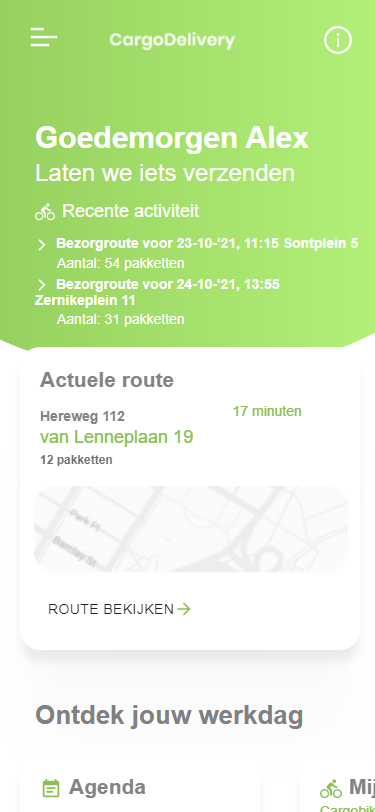 CargoDelivery
Goedemorgen Alex
Laten we iets verzenden
Recente activiteit
Bezorgroute voor 23-10-'21, 11:15 Sontplein 5
Aantal: 54 pakketten
Bezorgroute voor 24-10-'21, 13:55
Zernikeplein 11
Aantal: 31 pakketten
Actuele route
Hereweg 112
17 minuten
van Lenneplaan 19
12 pakketten
Park Pl
Barclay St
ROUTE BEKIJKEN
Ontdek jouw werkdag
Agenda
Mij